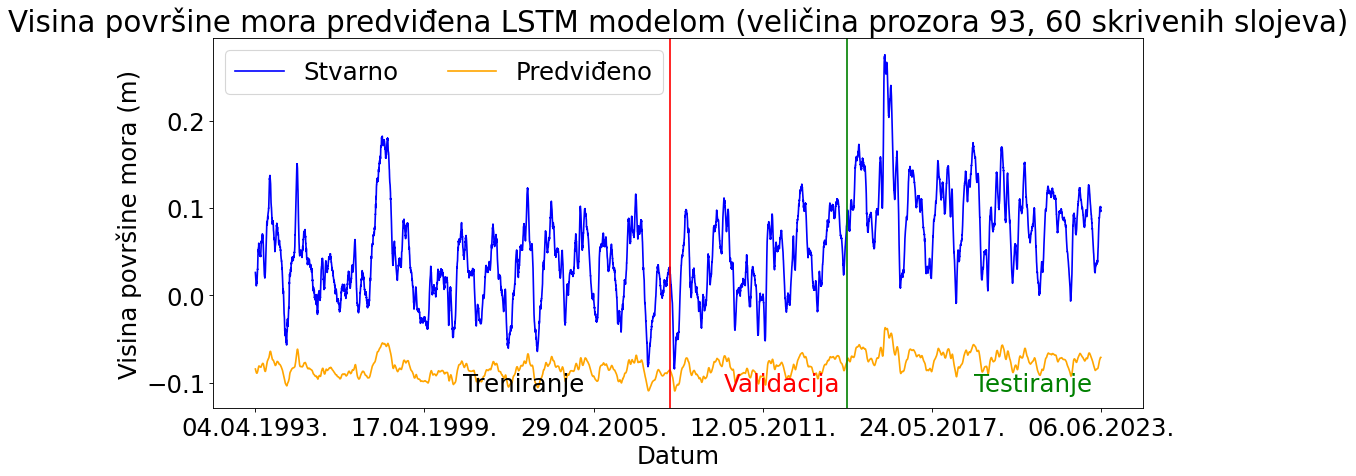 Visina površine mora predviđena LSTM modelom (veličina prozora 93, 60 skrivenih slojeva)
Stvarno
Predviđeno
Visina površine mora (m)
0.2
0.1
0.0
−0.1
Treniranje
Validacija
Testiranje
04.04.1993.
17.04.1999.
29.04.2005.
12.05.2011.
24.05.2017.
06.06.2023.
Datum